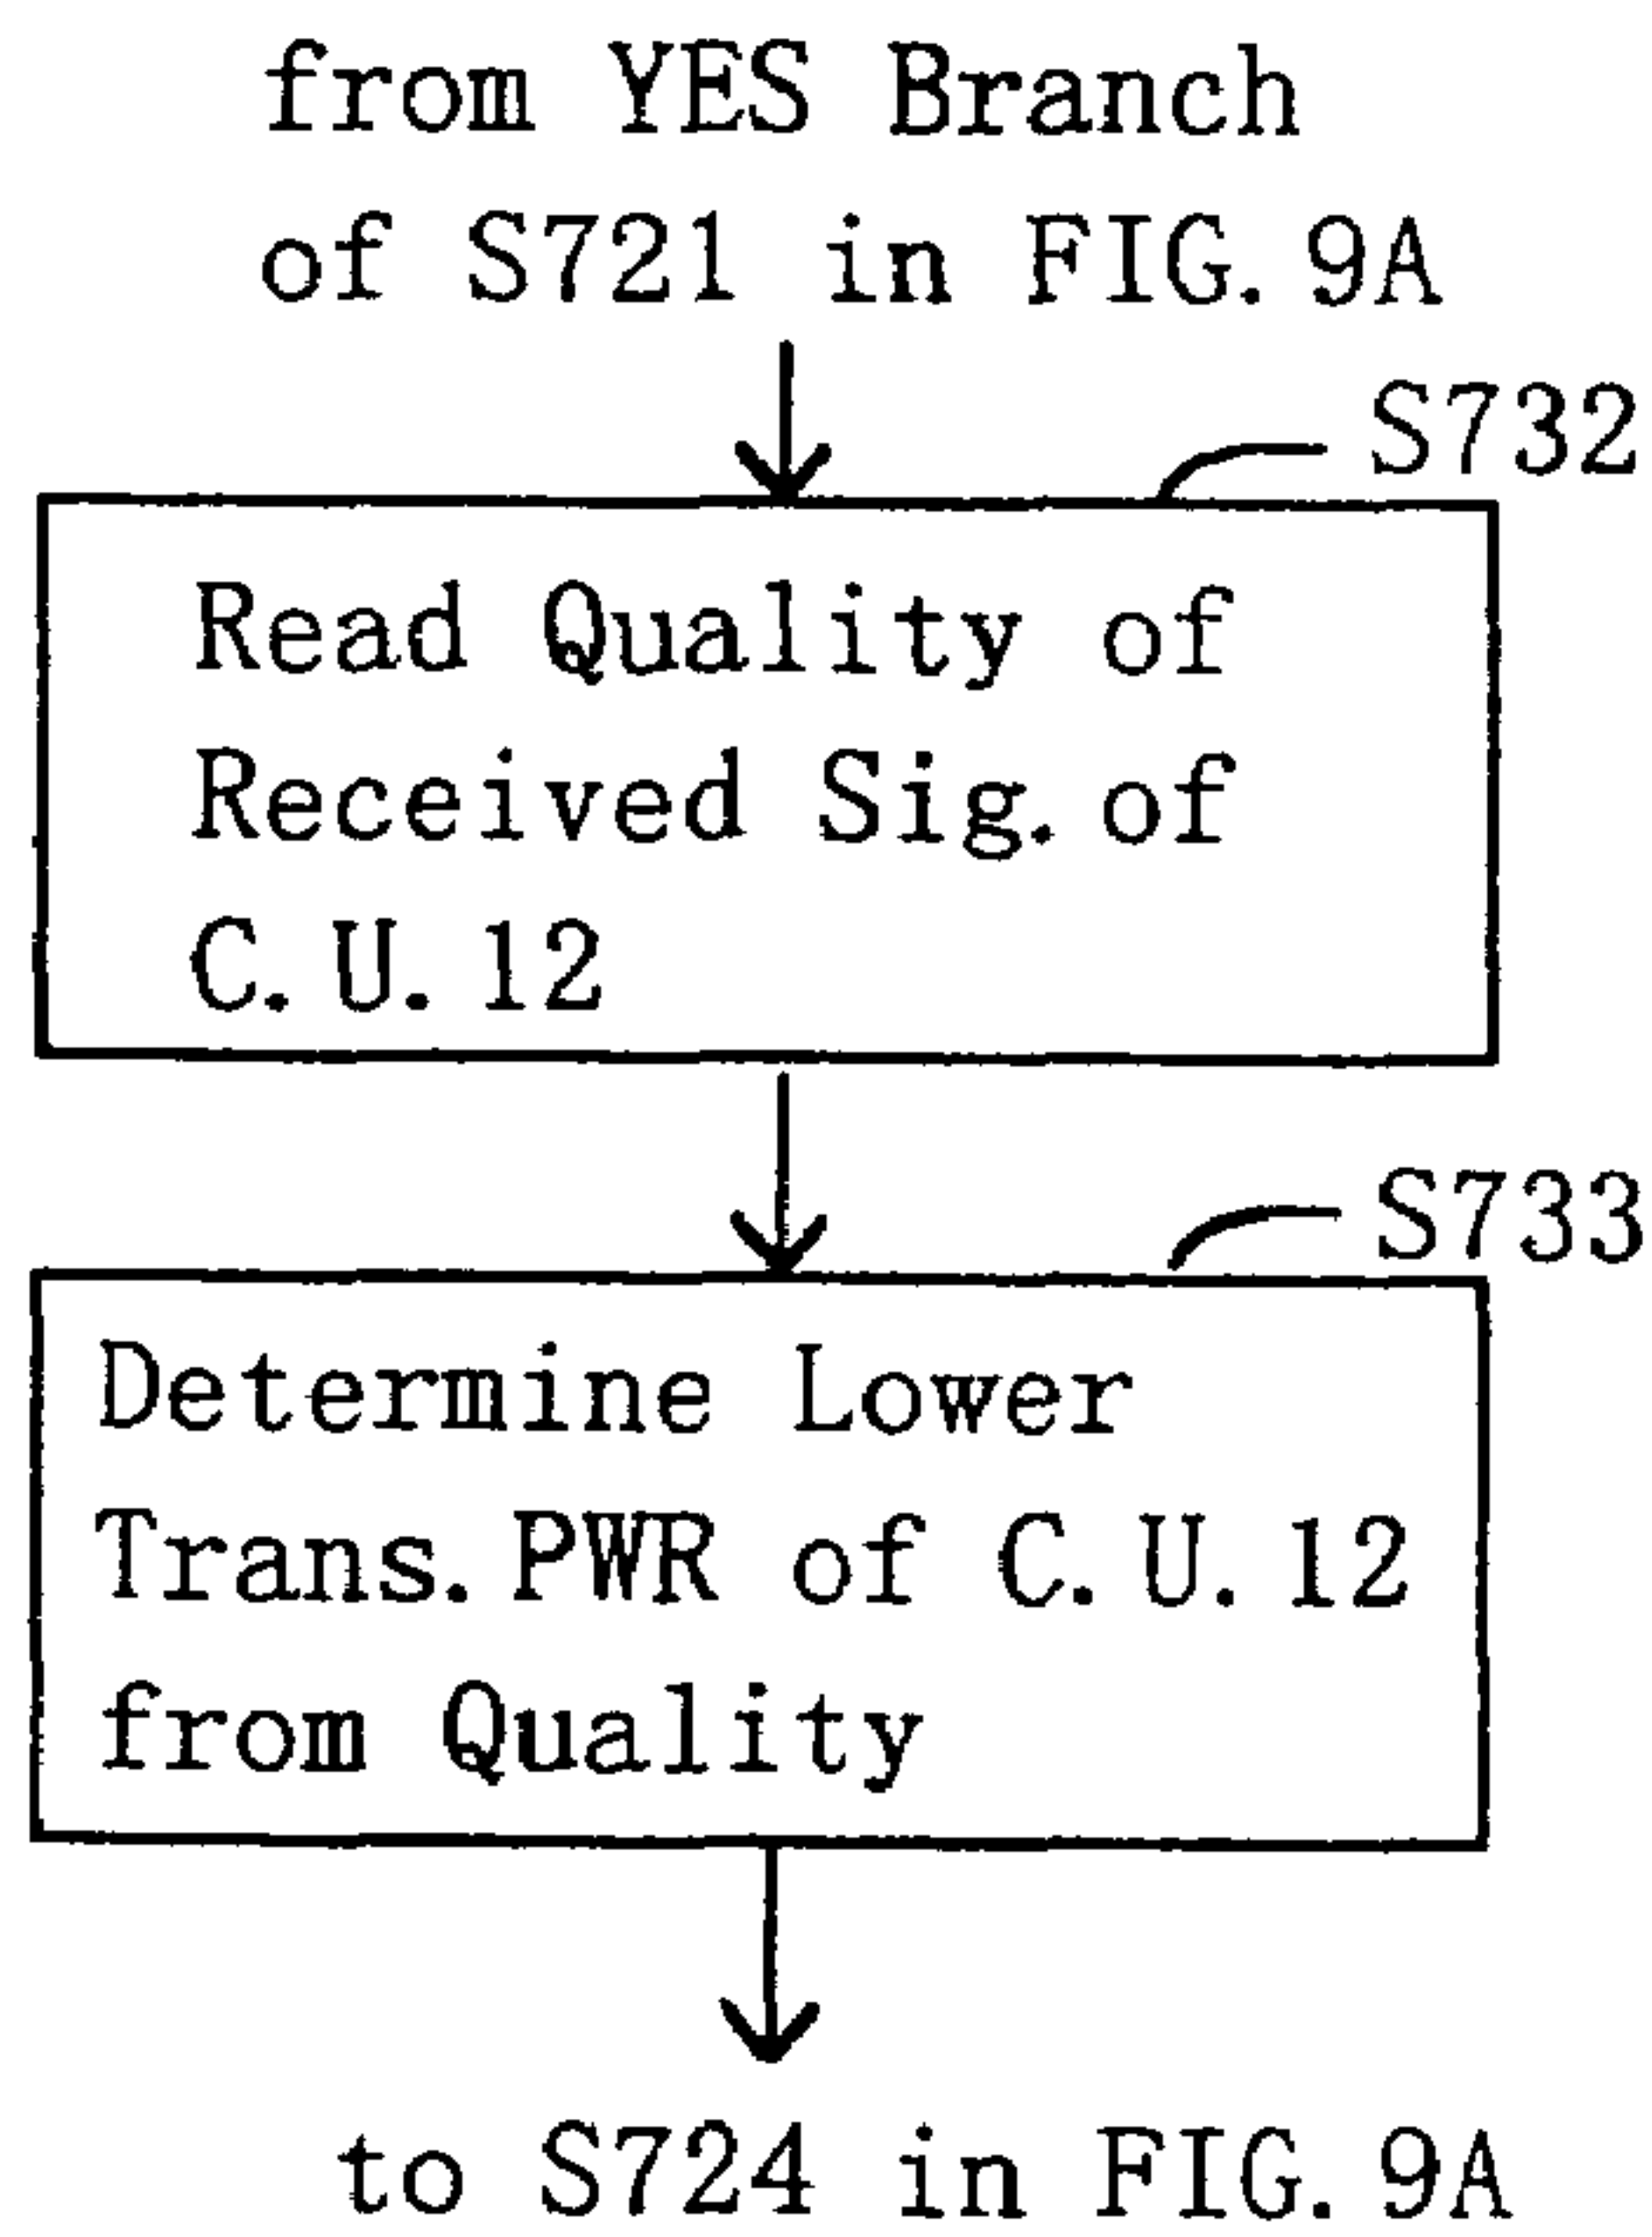 from YES Branch
of S721 in FIG. 9A
S732
Read Quality of
Received Sig. of
C. U. 12
S733
Determine Lower
Trans. PWR of C. U. 12
from Quality
to S724 in FIG. 9A